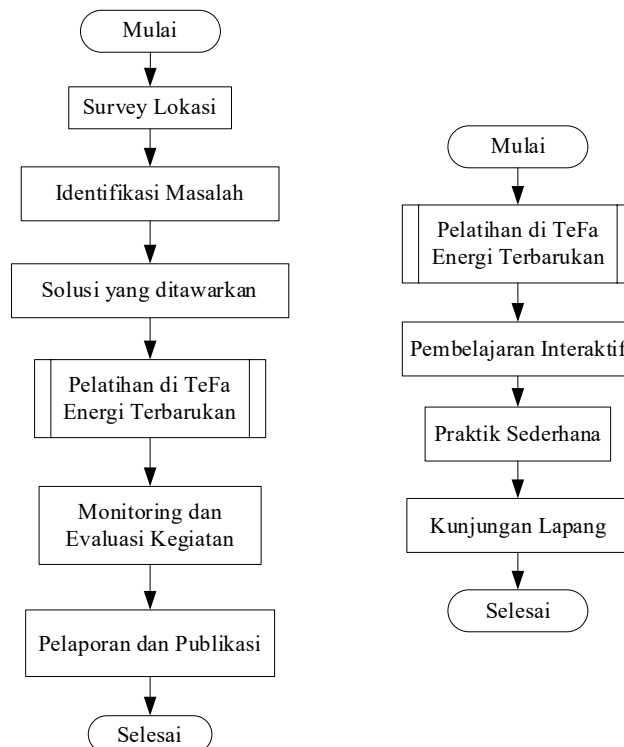 Mulai
Survey Lokasi
Identifikasi Masalah
Solusi yang ditawarkan
Pelatihan di TeFa
Energi Terbarukan
Monitoring dan
Evaluasi Kegiatan
Pelaporan dan Publikasi
Selesai
Mulai
Pelatihan di TeFa
Energi Terbarukan
Pembelajaran Interaktif
Praktik Sederhana
Kunjungan Lapang
Selesai